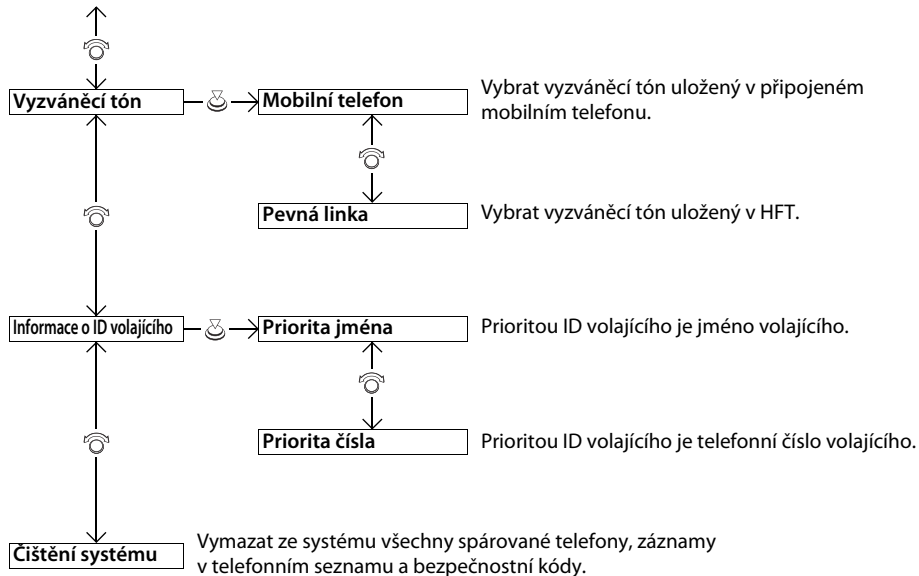 Vyzváněcí tón
Mobilní telefon
Vybrat vyzváněcí tón uložený v připojeném
mobilním telefonu.
Pevná linka
Vybrat vyzváněcí tón uložený v HFT.
Informace o ID volajícího
Priorita jména
Prioritou ID volajícího je jméno volajícího.
Priorita čísla
Prioritou ID volajícího je telefonní číslo volajícího.
Čištění systému
Vymazat ze systému všechny spárované telefony, záznamy
v telefonním seznamu a bezpečnostní kódy.